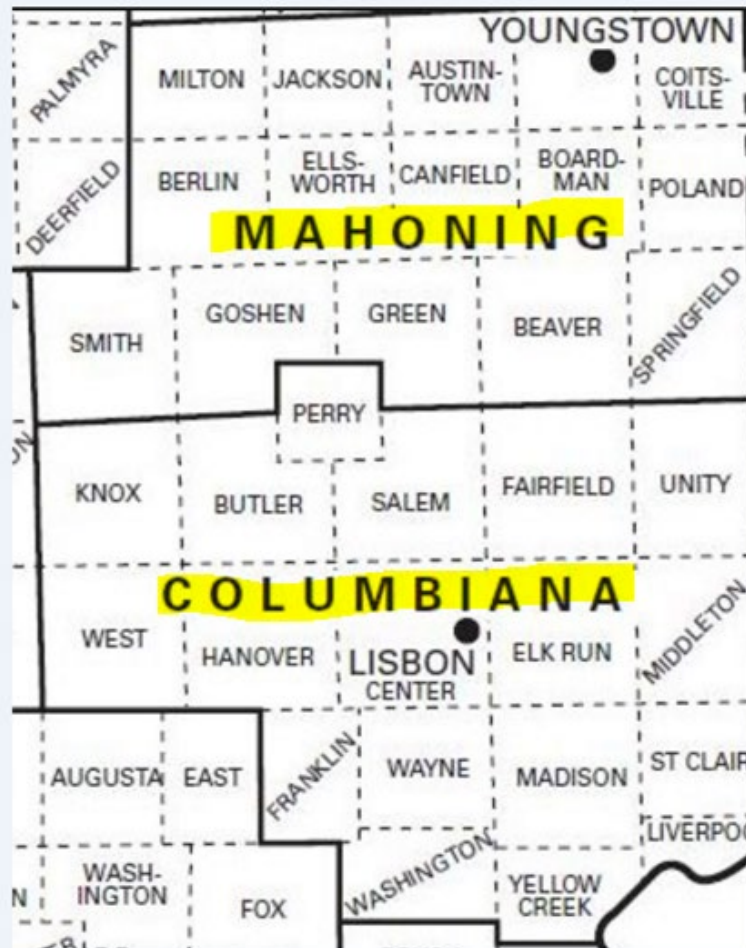 YOUNGSTOWN
PALMYRA
MILTON
JACKSON
AUSTIN-
TOWN
COITS-
VILLE
DEERFIELD
BERLIN
ELLS-
WORTH
CANFIELD
BOARD-
MAN
POLAND
MAHONING
SMITH
GOSHEN
GREEN
BEAVER
SPRINGFIELD
PERRY
KNOX
BUTLER
SALEM
FAIRFIELD
UNITY
COLUMBIANA
WEST
HANOVER
LISBON
CENTER
ELK RUN
MIDDLETON
AUGUSTA
EAST
FRANKLIN
WAYNE
MADISON
ST CLAIR
LIVERPOO
WASH-
INGTON
FOX
WASHINGTON
YELLOW
CREEK